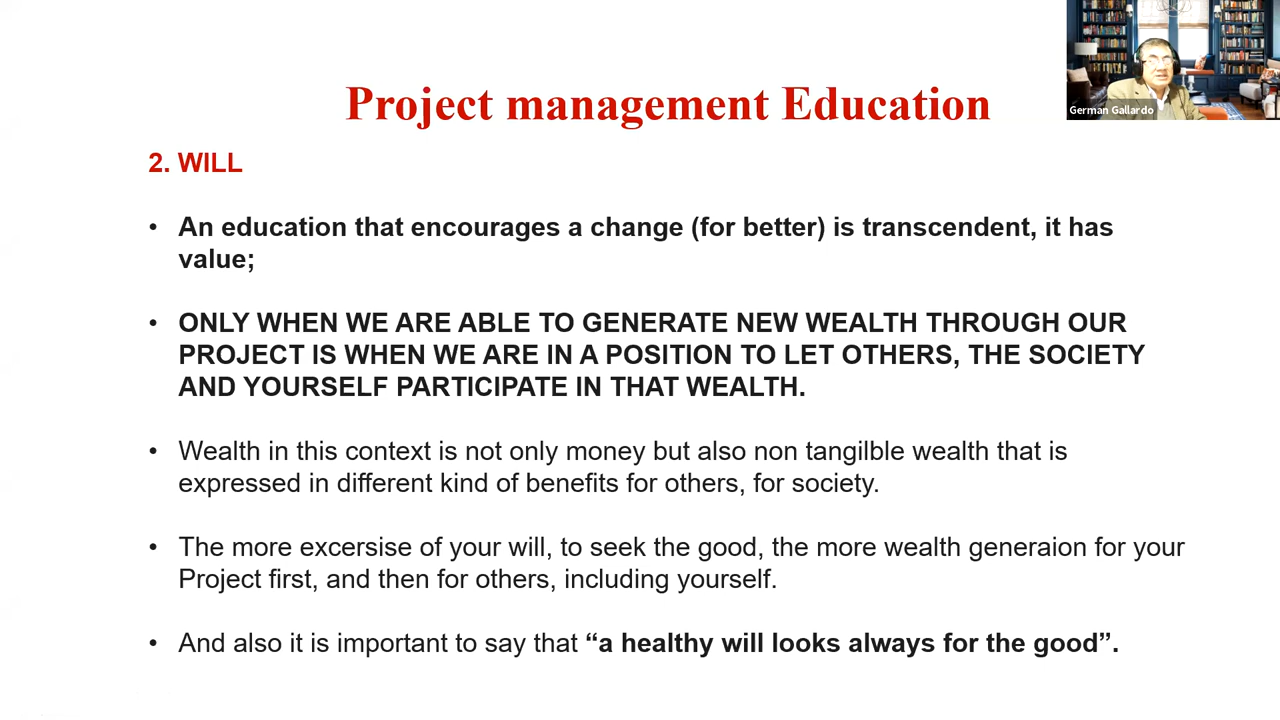 Project management Education
German Gallardo
2. WILL
• An education that encourages a change (for better) is transcendent, it has
value;
• ONLY WHEN WE ARE ABLE TO GENERATE NEW WEALTH THROUGH OUR
PROJECT IS WHEN WE ARE IN A POSITION TO LET OTHERS, THE SOCIETY
AND YOURSELF PARTICIPATE IN THAT WEALTH.
• Wealth in this context is not only money but also non tangilble wealth that is
expressed in different kind of benefits for others, for society.
• The more excersise of your will, to seek the good, the more wealth generaion for your
Project first, and then for others, including yourself.
• And also it is important to say that “a healthy will looks always for the good”.